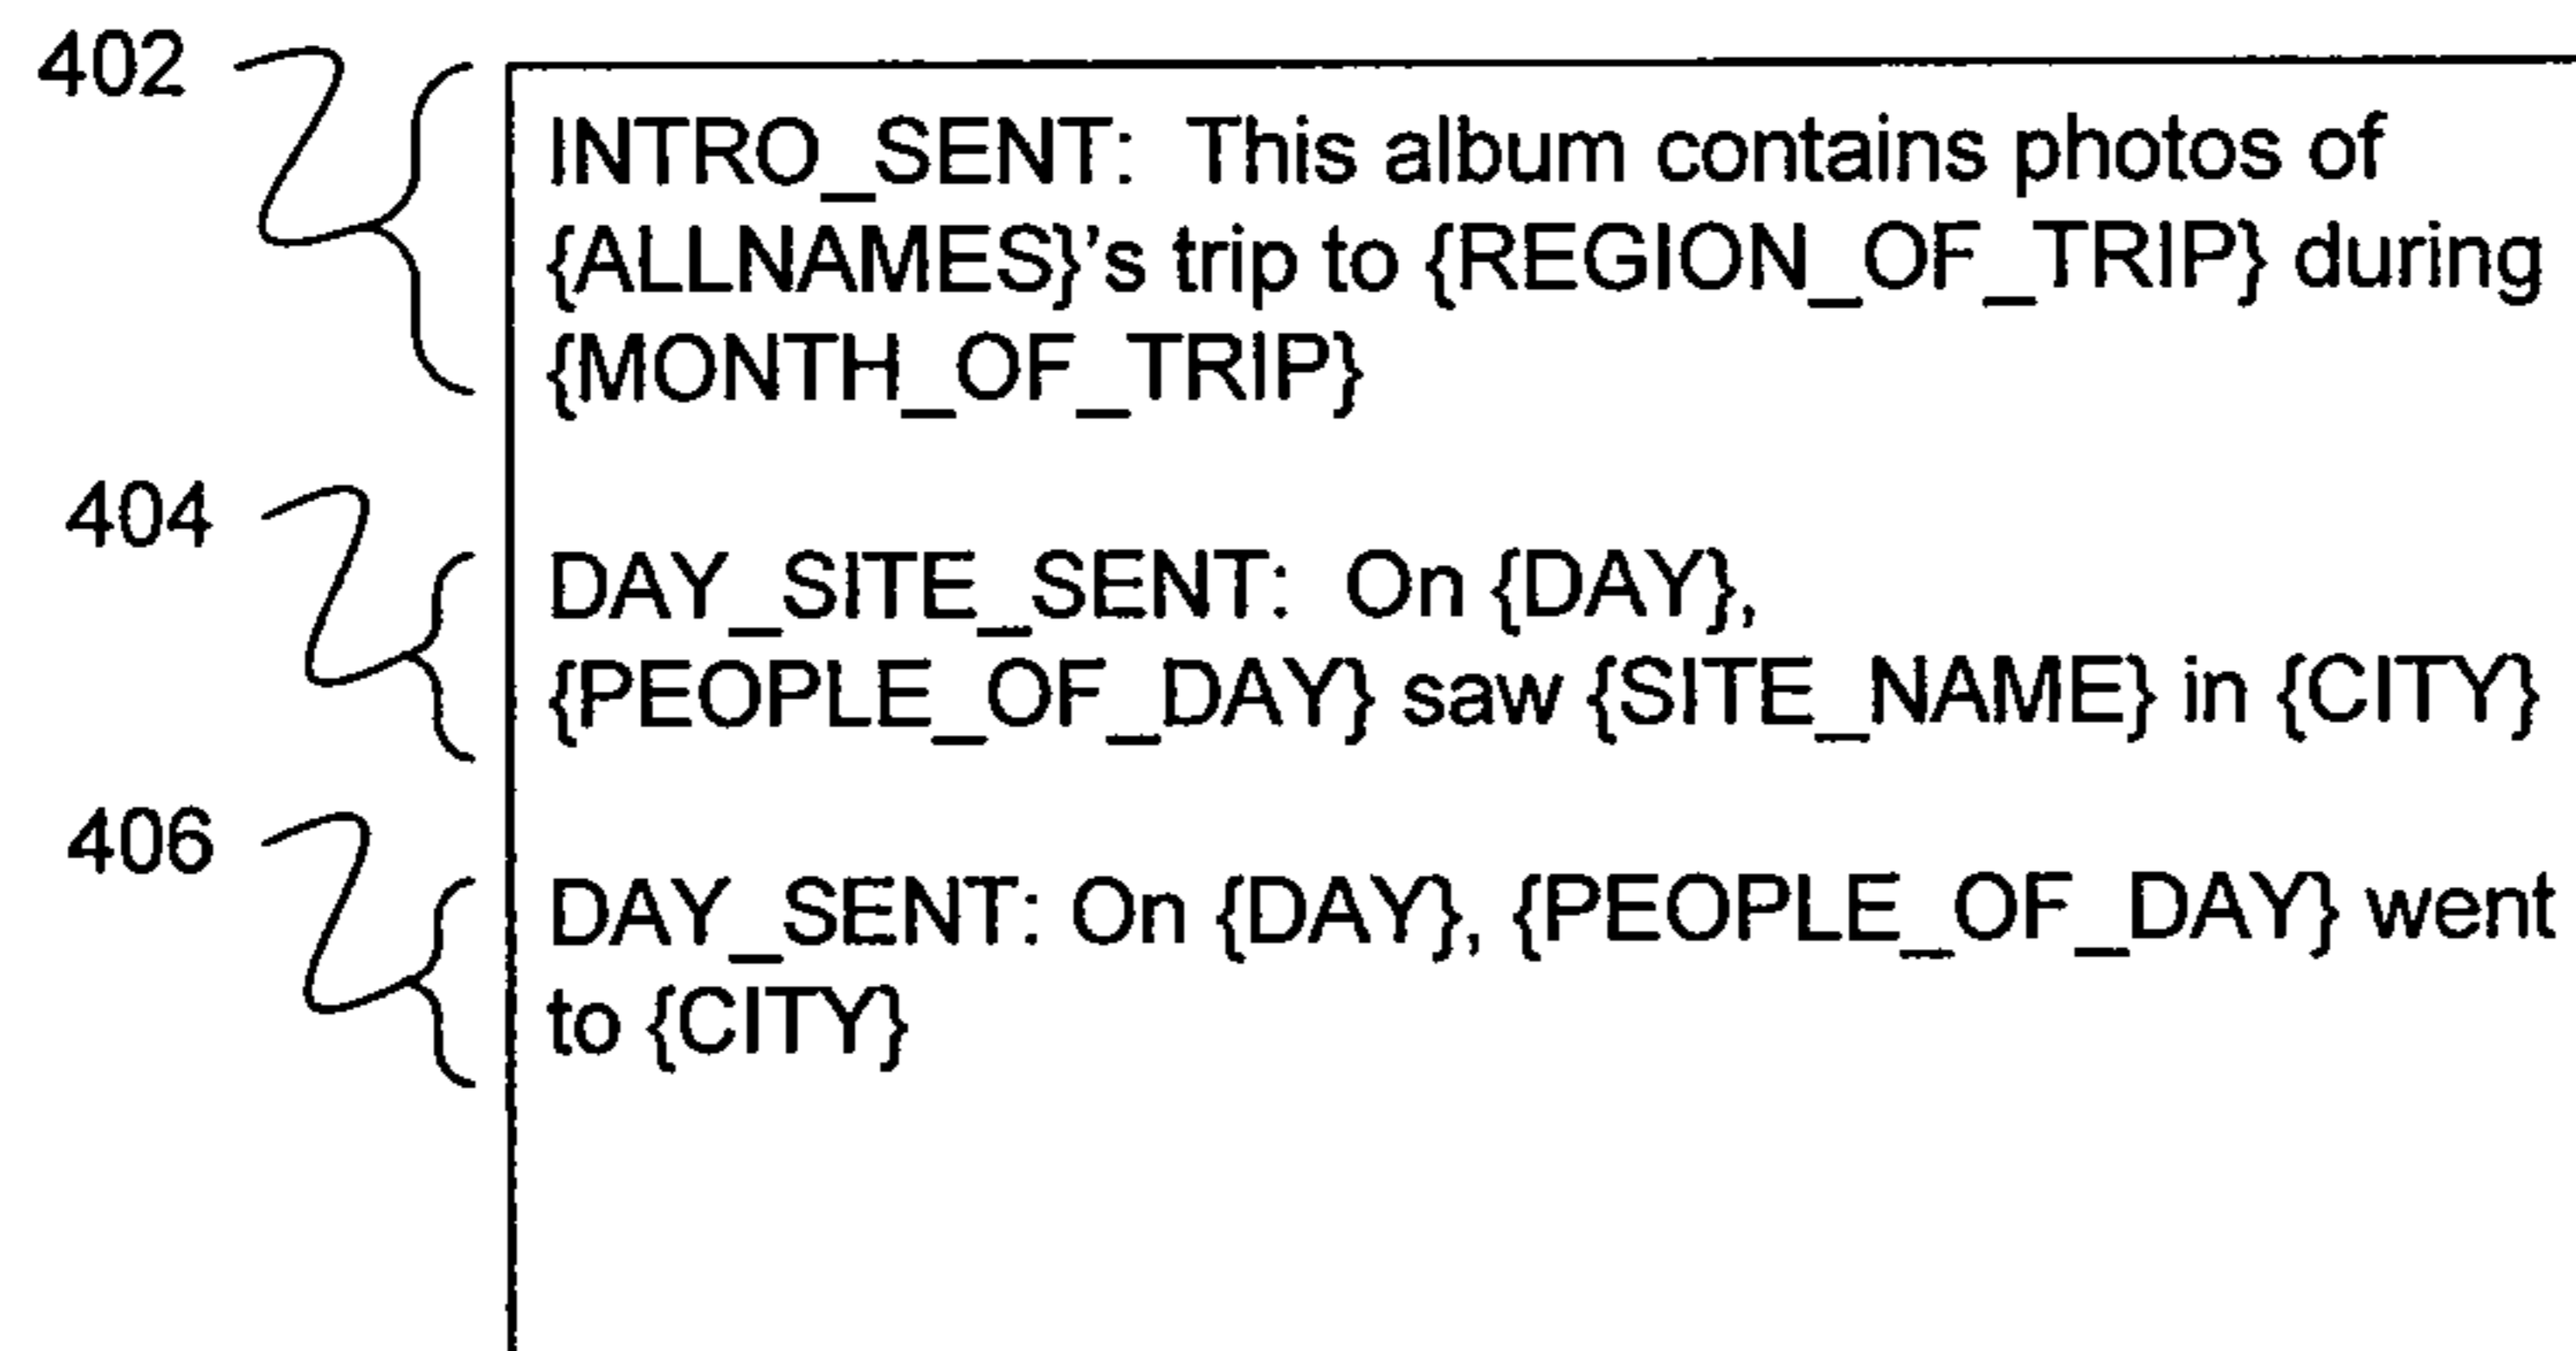 402
INTRO_SENT: This album contains photos of
{ALLNAMES}’s trip to {REGION_OF_TRIP} during
{MONTH_OF_TRIP}
404
DAY_SITE_SENT: On {DAY},
{PEOPLE_OF_DAY} saw {SITE_NAME} in {CITY}
406
DAY_SENT: On {DAY}, {PEOPLE_OF_DAY} went
to {CITY}